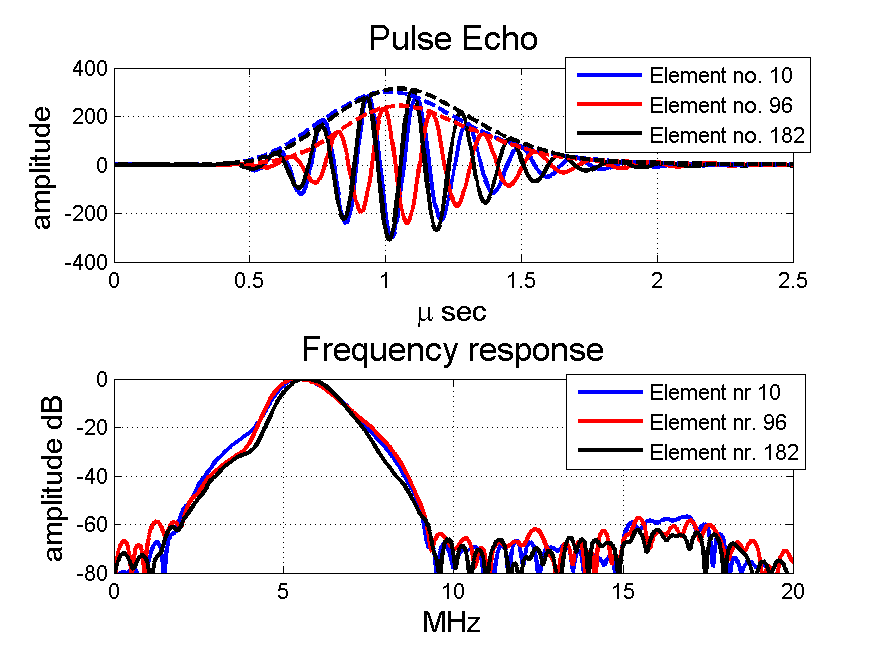 Pulse Echo
400
200
0
-200
-400
amplitude
0
0.5
1
1.5
2
2.5
μ sec
Element no. 10
Element no. 96
Element no. 182
Frequency response
0
-20
-40
-60
-80
amplitude dB
0
5
10
15
20
MHz
Element nr 10
Element nr. 96
Element nr. 182